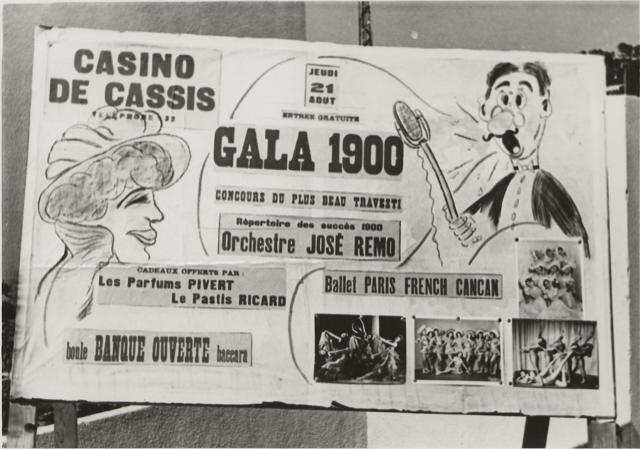 CASINO
DE CASSIS
TELEPHONE 32
JEUDI
21
AOUT
ENTREE GRATUITE
GALA 1900
CONCOURS DU PLUS BEAU TRAVESTI
Répertoire des succès 1900
Orchestre JOSÉ REMO
CADEAUX OFFERTS PAR :
Les Parfums PIVERT
Le Pastis RICARD
Ballet PARIS FRENCH CANCAN
boule BANQUE OUVERTE baccara